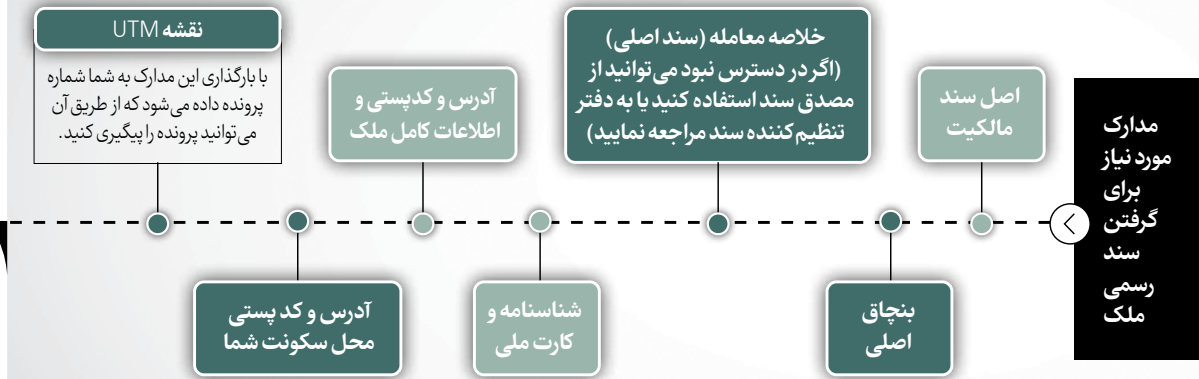 مدارک
مورد نیاز
برای
گرفتن
سند
رسمی
ملک
اصل سند
مالکیت
بنچاق
اصلی
خلاصه معامله (سند اصلی)
(اگر در دسترس نبود می‌توانید از
مصدق سند استفاده کنید یا به دفتر
تنظیم‌کننده سند مراجعه نمایید)
شناسنامه و
کارت ملی
آدرس و کدپستی و
اطلاعات کامل ملک
آدرس و کد پستی
محل سکونت شما
نقشه UTM
با بارگذاری این مدارک به شما شماره
پرونده داده می‌شود که از طریق آن
می‌توانید پرونده را پیگیری کنید.